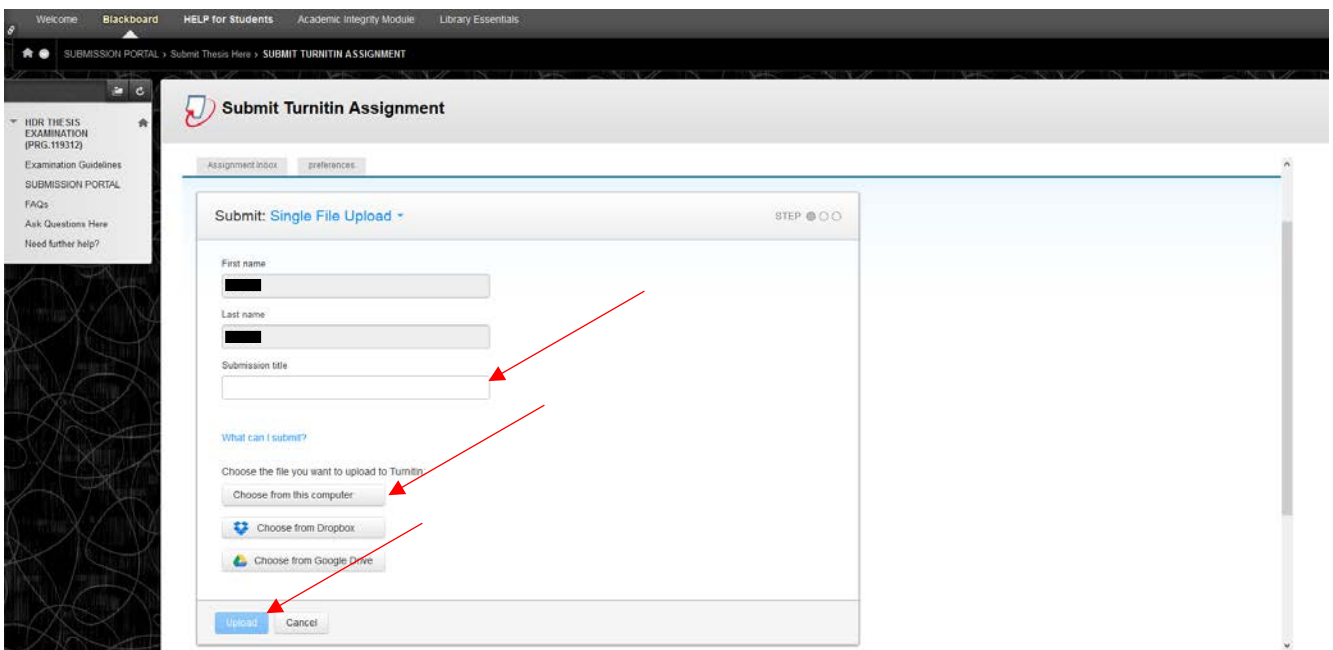 Welcome Blackboard HELP for Students Academic Integrity Module Library Essentials
SUBMISSION PORTAL > Submit Thesis Here > SUBMIT TURNITIN ASSIGNMENT
HDR THESIS
EXAMINATION
(PRG.119312)
Examination Guidelines
SUBMISSION PORTAL
FAQs
Ask Questions Here
Need further help?
Submit Turnitin Assignment
Assignment Inbox preferences
Submit: Single File Upload
STEP
First name
Last name
Submission title
What can I submit?
Choose the file you want to upload to Turnitin:
Choose from this computer
Choose from Dropbox
Choose from Google Drive
Upload Cancel